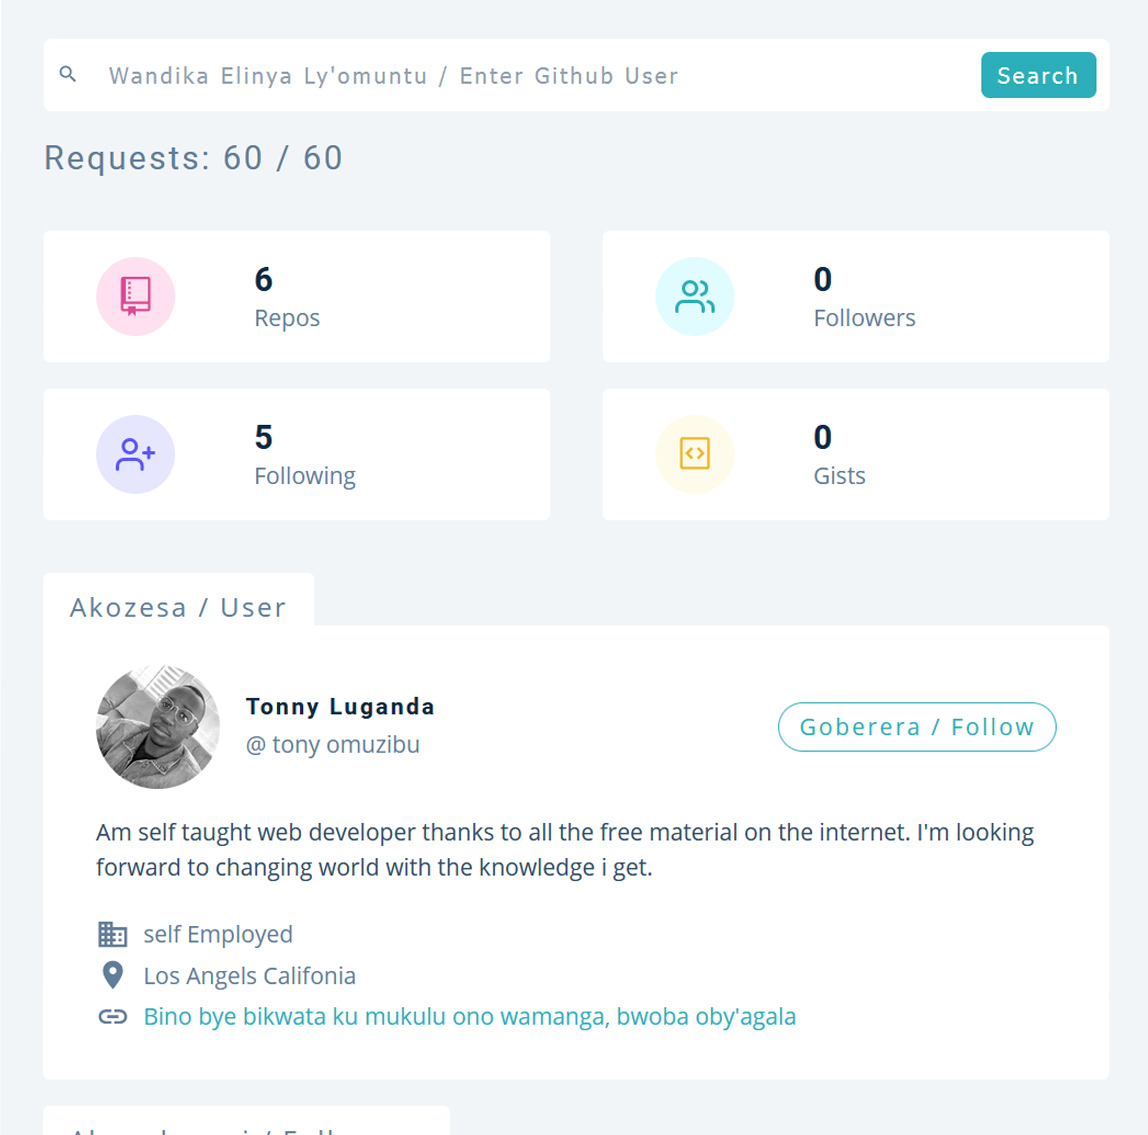 Wandika Elinya Ly'omuntu / Enter Github User
Search
Requests: 60 / 60
6
Repos
0
Followers
5
Following
0
Gists
Akozesa / User
Tonny Luganda
@ tony omuzibu
Goberera / Follow
Am self taught web developer thanks to all the free material on the internet. I'm looking
forward to changing world with the knowledge i get.
self Employed
Los Angels Califonia
Bino bye bikwata ku mukulu ono wamanga, bwoba oby'agala